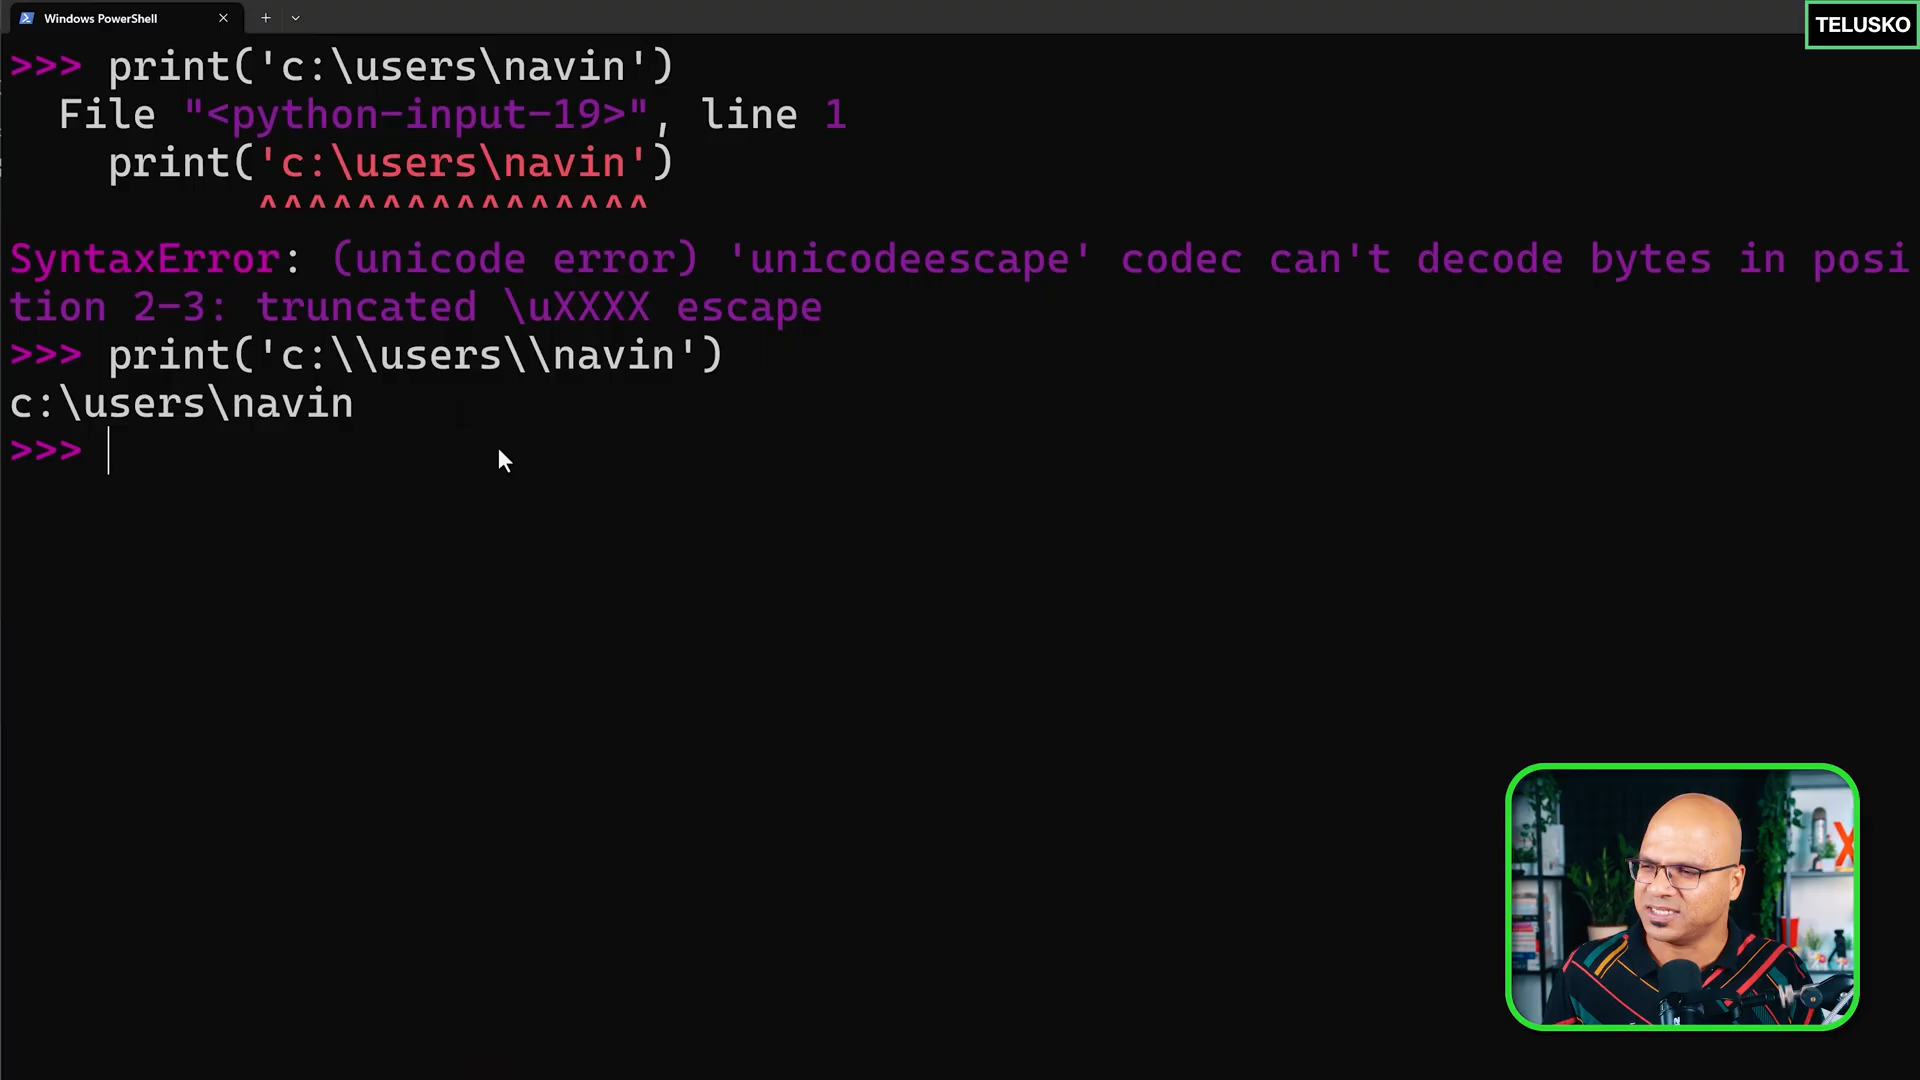 Windows PowerShell
TELUSKO
>>> print('c:\users\navin')
File "<python-input-19>", line 1
print('c:\users\navin')
^^^^^^^^^^^^^^^^
SyntaxError: (unicode error) 'unicodeescape' codec can't decode bytes in posi
tion 2-3: truncated \uXXXX escape
>>> print('c:\\users\\navin')
c:\users\navin
>>>